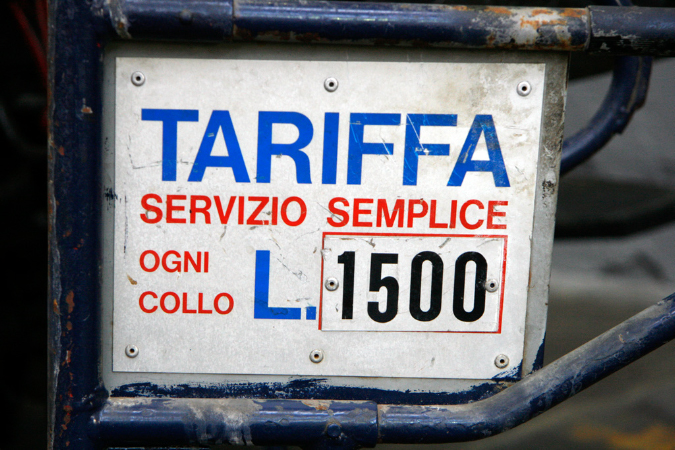 TARIFFA
SERVIZIO SEMPLICE
OGNI
COLLO
L. 1500